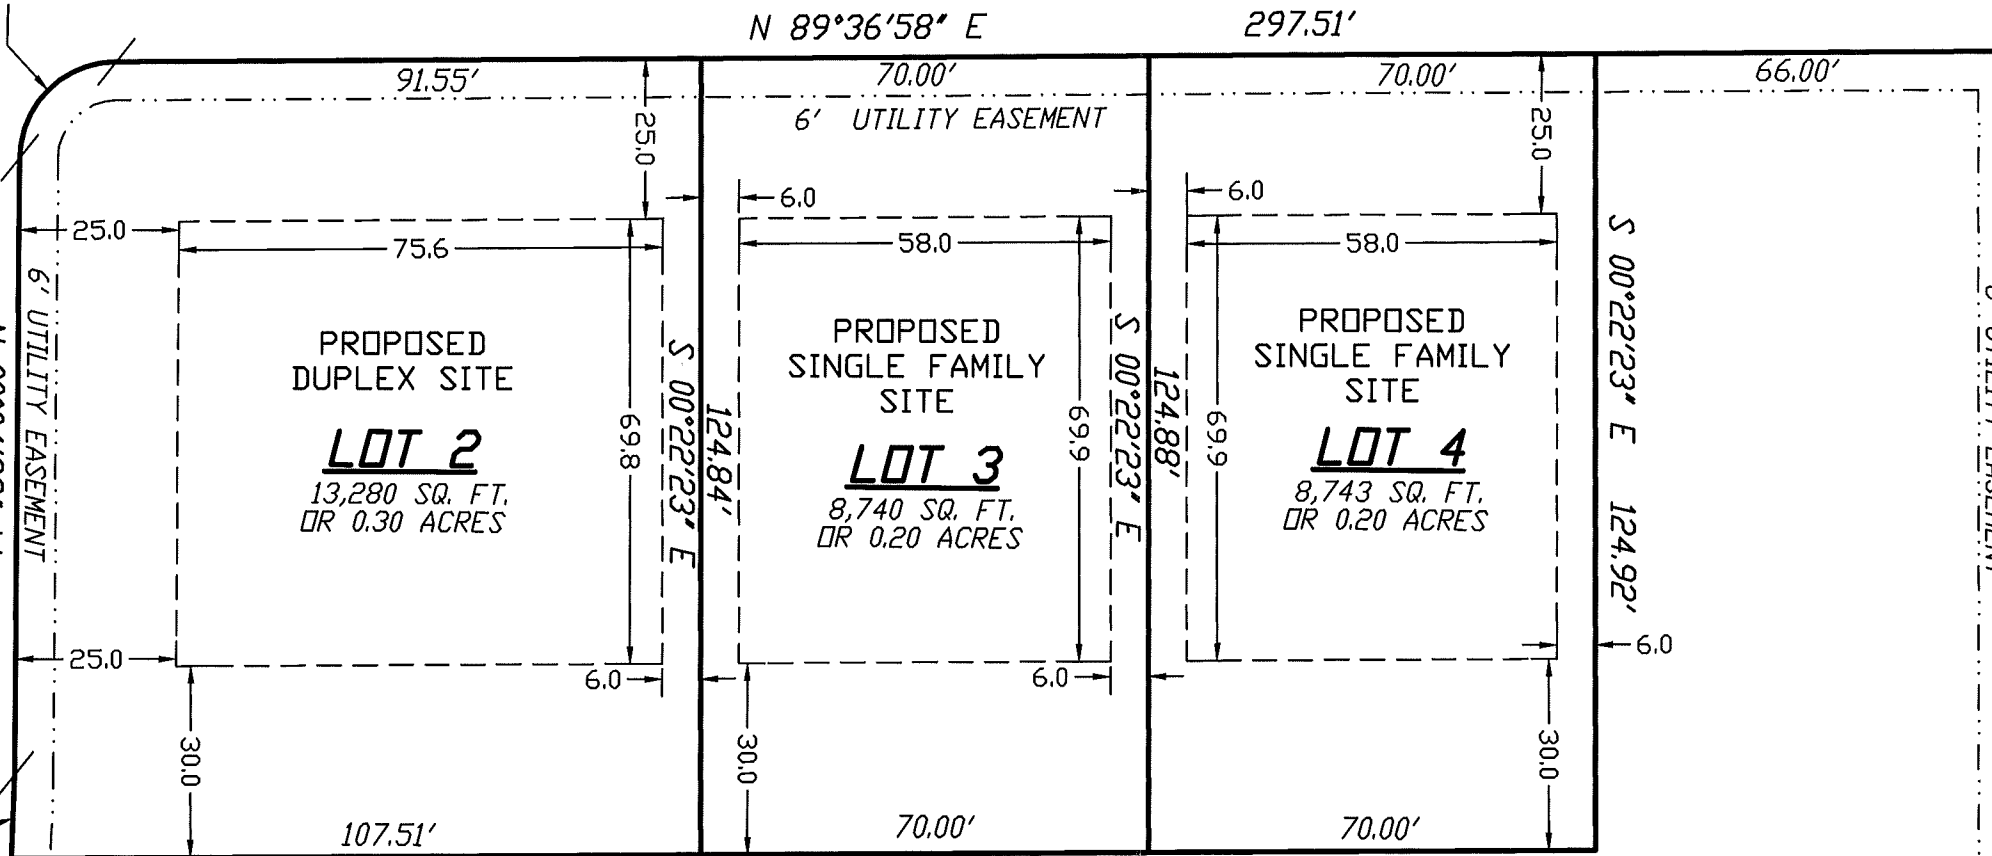 N 89°36'58" E 297.51'
91.55' 70.00' 70.00' 66.00'
6' UTILITY EASEMENT
25.0
25.0
6.0
6.0
25.0
75.6
58.0
58.0
6' UTILITY EASEMENT
PROPOSED
DUPLEX SITE
LOT 2
13,280 SQ. FT.
OR 0.30 ACRES
69.8
S 00°22'23" E
124.84'
PROPOSED
SINGLE FAMILY
SITE
LOT 3
8,740 SQ. FT.
OR 0.20 ACRES
69.9
S 00°22'23" E
124.88'
69.9
PROPOSED
SINGLE FAMILY
SITE
LOT 4
8,743 SQ. FT.
OR 0.20 ACRES
S 00°22'23" E 124.92'
UTILITY EASEMENT
25.0
6.0
6.0
6.0
30.0
30.0
30.0
107.51'
70.00'
70.00'